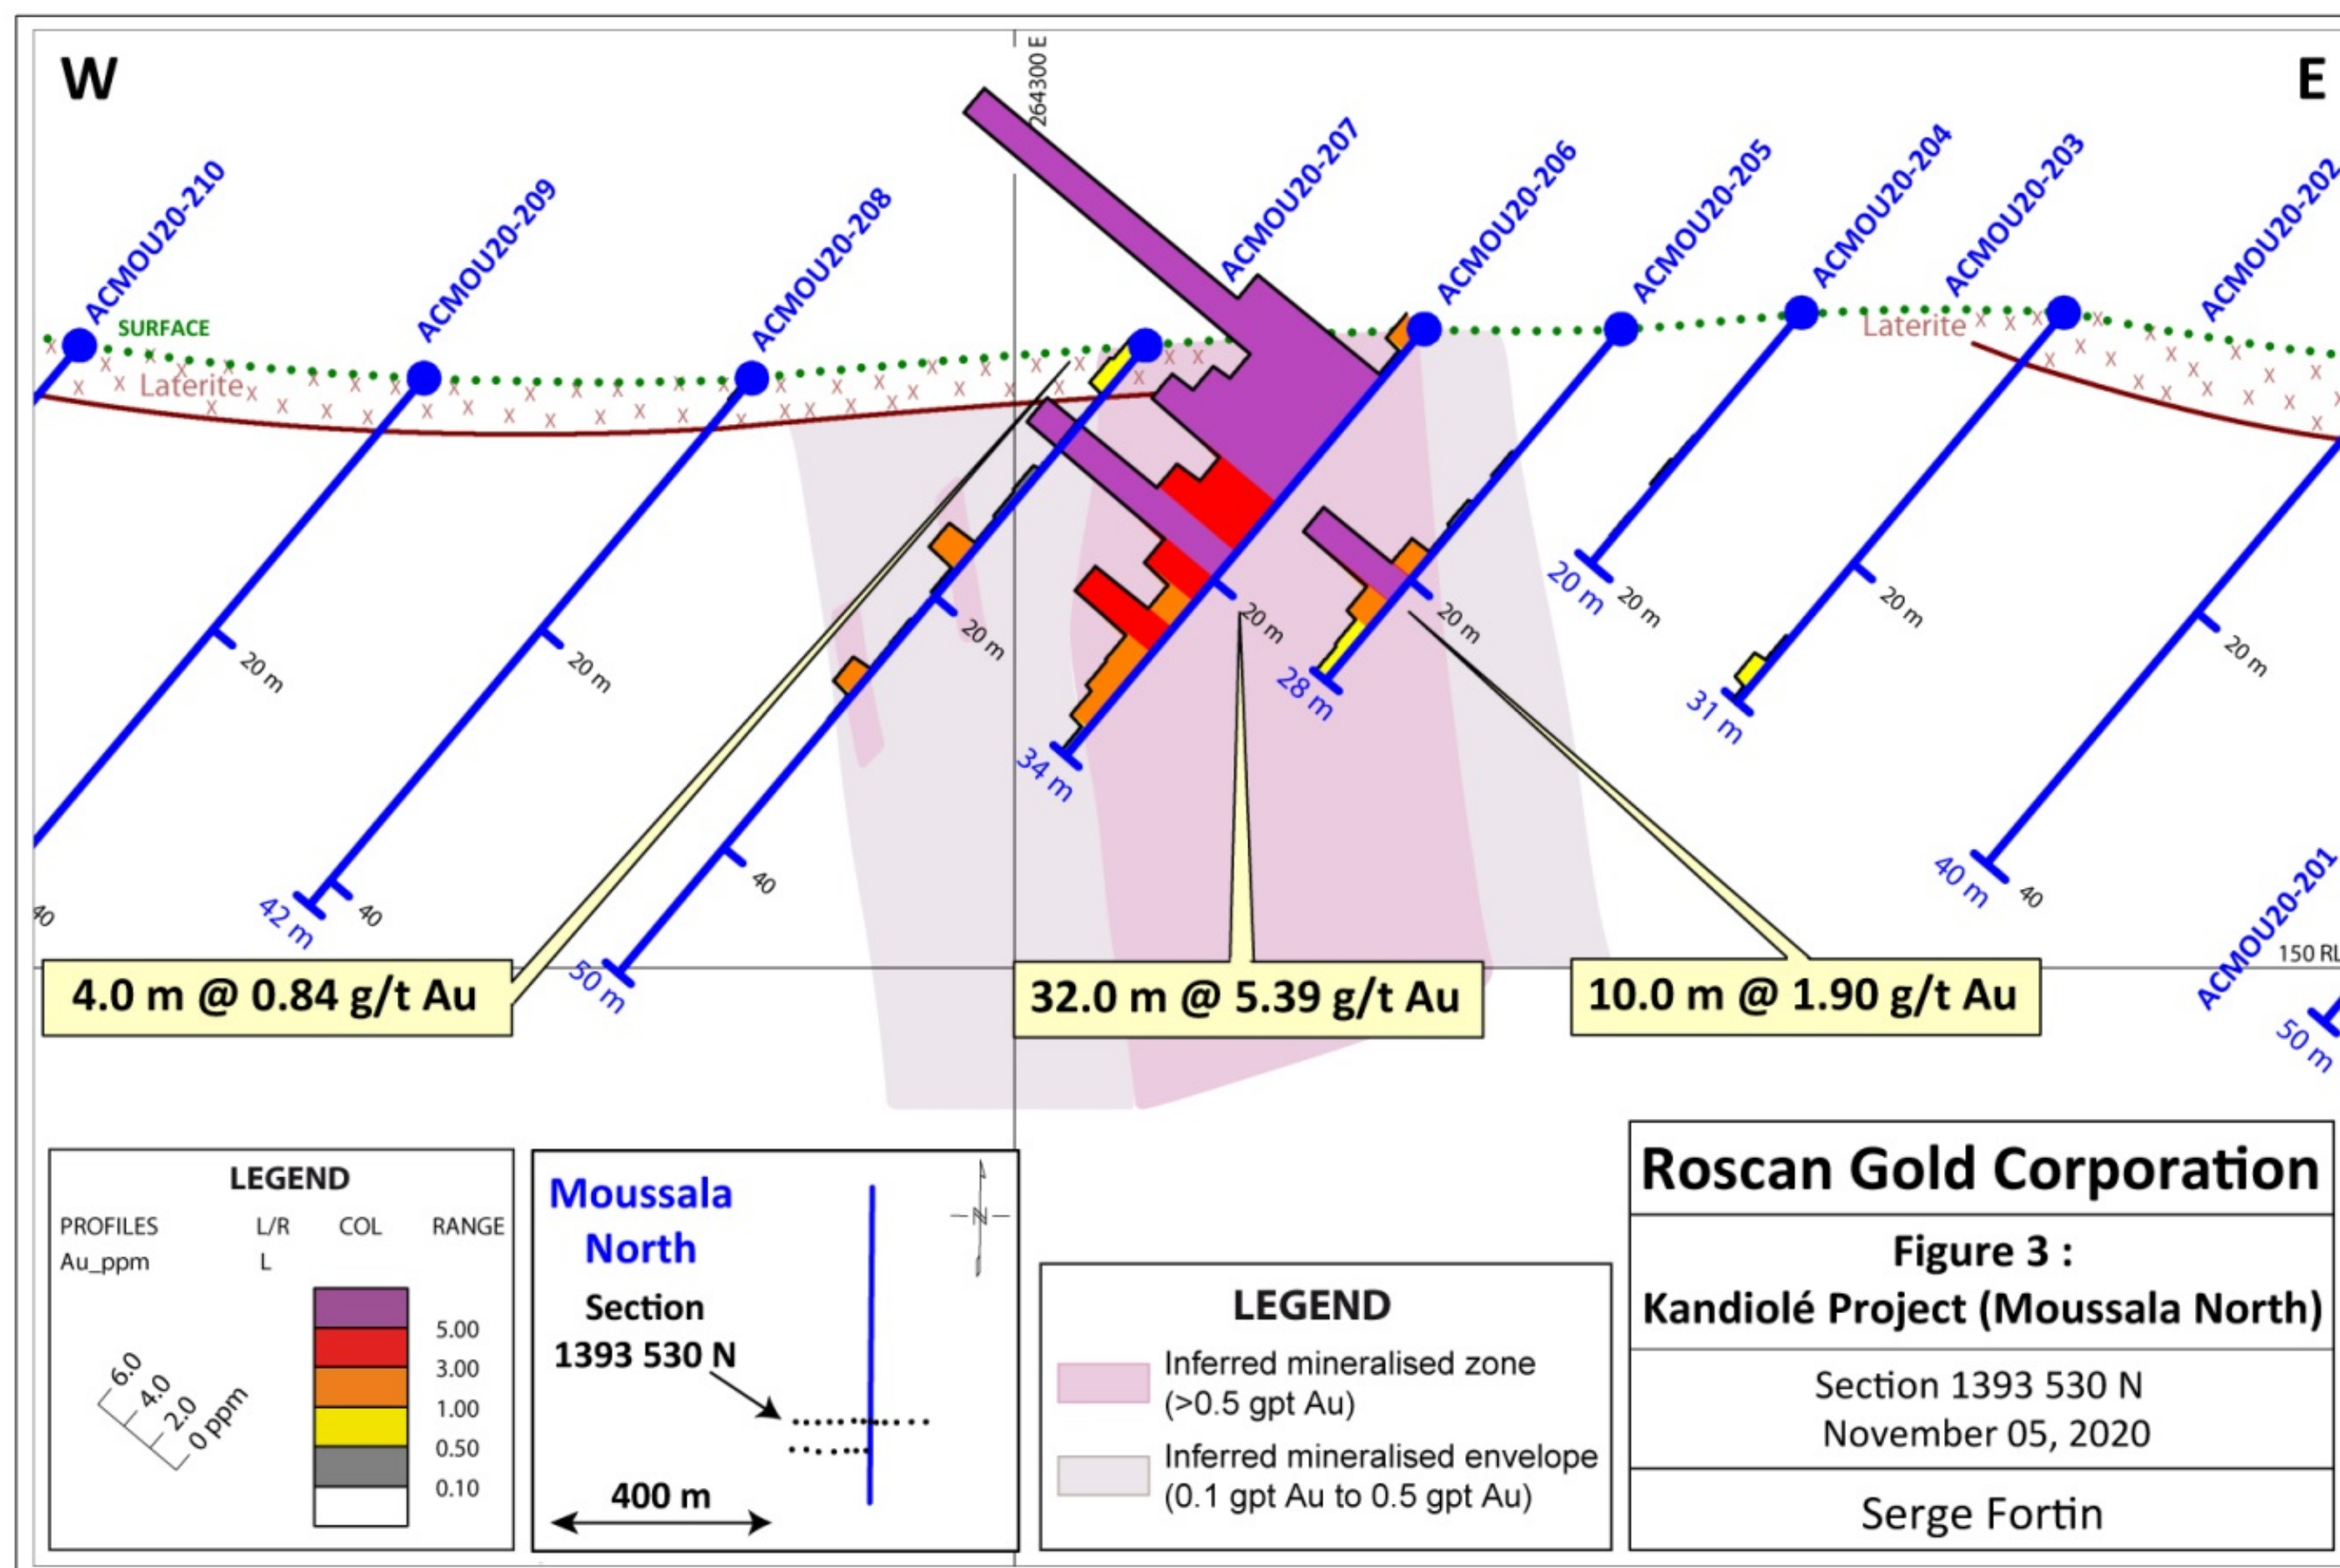 W
E
264300 E
ACMOU20-210
ACMOU20-209
ACMOU20-208
ACMOU20-207
ACMOU20-206
ACMOU20-205
ACMOU20-204
ACMOU20-203
ACMOU20-202
SURFACE
Laterite
Laterite
20 m
20 m
20 m
20 m
20 m
20 m
20 m
20 m
20 m
28 m
31 m
34 m
40
40
42 m
40
50 m
40 m
40
ACMOU20-201
150 RL
50 m
4.0 m @ 0.84 g/t Au
32.0 m @ 5.39 g/t Au
10.0 m @ 1.90 g/t Au
LEGEND
PROFILES L/R COL RANGE
Au_ppm L
5.00
3.00
1.00
0.50
0.10
6.0
4.0
2.0
0 ppm
Moussala
North
Section
1393 530 N
400 m
N
LEGEND
Inferred mineralised zone
(>0.5 gpt Au)
Inferred mineralised envelope
(0.1 gpt Au to 0.5 gpt Au)
Roscan Gold Corporation
Figure 3 :
Kandiolé Project (Moussala North)
Section 1393 530 N
November 05, 2020
Serge Fortin